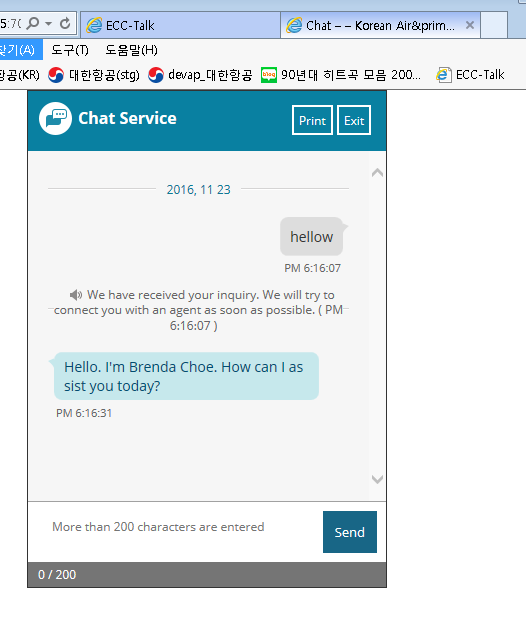 5:7(
ECC-Talk
Chat – – Korean Air&prim...
찾기(A) 도구(T) 도움말(H)
항공(KR) 대한항공(stg) devap_대한항공 blog 90년대 히트곡 모음 200... ECC-Talk
Chat Service
Print Exit
2016, 11 23
hellow
PM 6:16:07
We have received your inquiry. We will try to
connect you with an agent as soon as possible. ( PM
6:16:07 )
Hello. I'm Brenda Choe. How can I as
sist you today?
PM 6:16:31
More than 200 characters are entered
Send
0 / 200